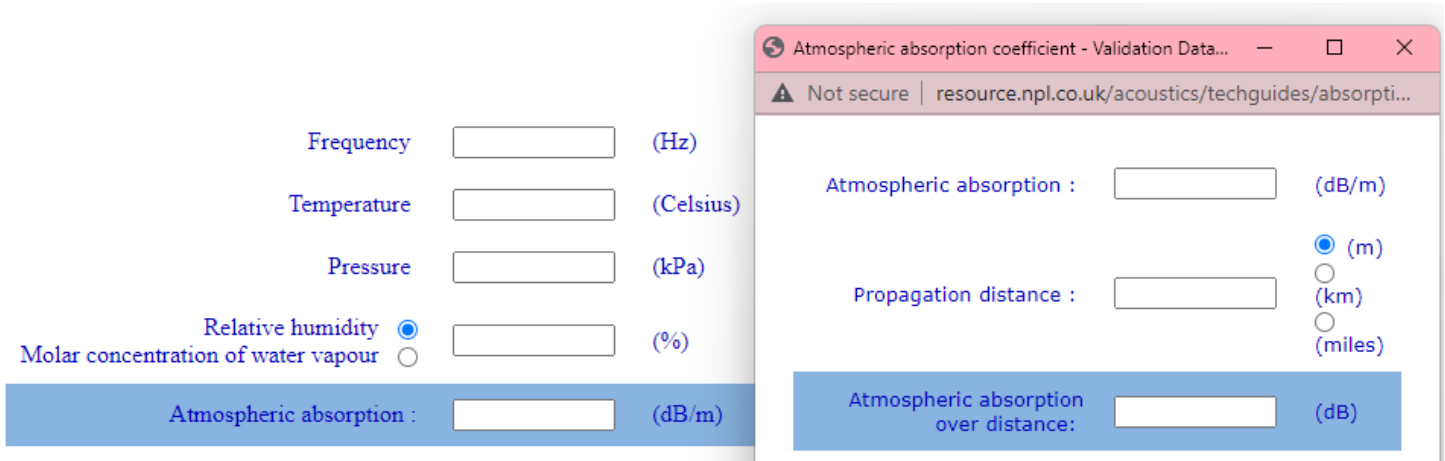 Frequency (Hz)
Temperature (Celsius)
Pressure (kPa)
Relative humidity
Molar concentration of water vapour
(%)
Atmospheric absorption : (dB/m)
Atmospheric absorption coefficient - Validation Data...
Not secure | resource.npl.co.uk/acoustics/techguides/absorpti...
Atmospheric absorption : (dB/m)
(m)
Propagation distance :
(km)
(miles)
Atmospheric absorption
over distance:
(dB)